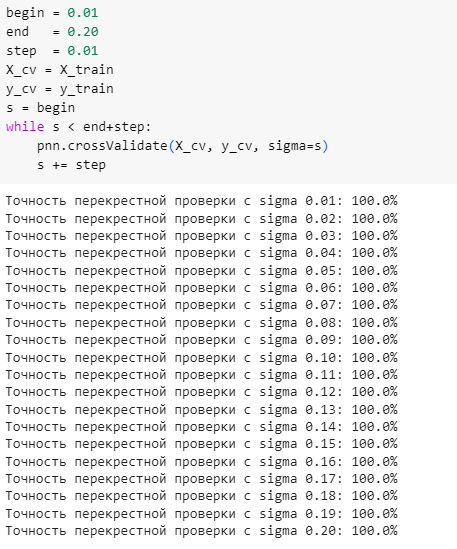 begin = 0.01
end   = 0.20
step  = 0.01
X_cv = X_train
y_cv = y_train
s = begin
while s < end+step:
    pnn.crossValidate(X_cv, y_cv, sigma=s)
    s += step
Точность перекрестной проверки с sigma 0.01: 100.0%
Точность перекрестной проверки с sigma 0.02: 100.0%
Точность перекрестной проверки с sigma 0.03: 100.0%
Точность перекрестной проверки с sigma 0.04: 100.0%
Точность перекрестной проверки с sigma 0.05: 100.0%
Точность перекрестной проверки с sigma 0.06: 100.0%
Точность перекрестной проверки с sigma 0.07: 100.0%
Точность перекрестной проверки с sigma 0.08: 100.0%
Точность перекрестной проверки с sigma 0.09: 100.0%
Точность перекрестной проверки с sigma 0.10: 100.0%
Точность перекрестной проверки с sigma 0.11: 100.0%
Точность перекрестной проверки с sigma 0.12: 100.0%
Точность перекрестной проверки с sigma 0.13: 100.0%
Точность перекрестной проверки с sigma 0.14: 100.0%
Точность перекрестной проверки с sigma 0.15: 100.0%
Точность перекрестной проверки с sigma 0.16: 100.0%
Точность перекрестной проверки с sigma 0.17: 100.0%
Точность перекрестной проверки с sigma 0.18: 100.0%
Точность перекрестной проверки с sigma 0.19: 100.0%
Точность перекрестной проверки с sigma 0.20: 100.0%